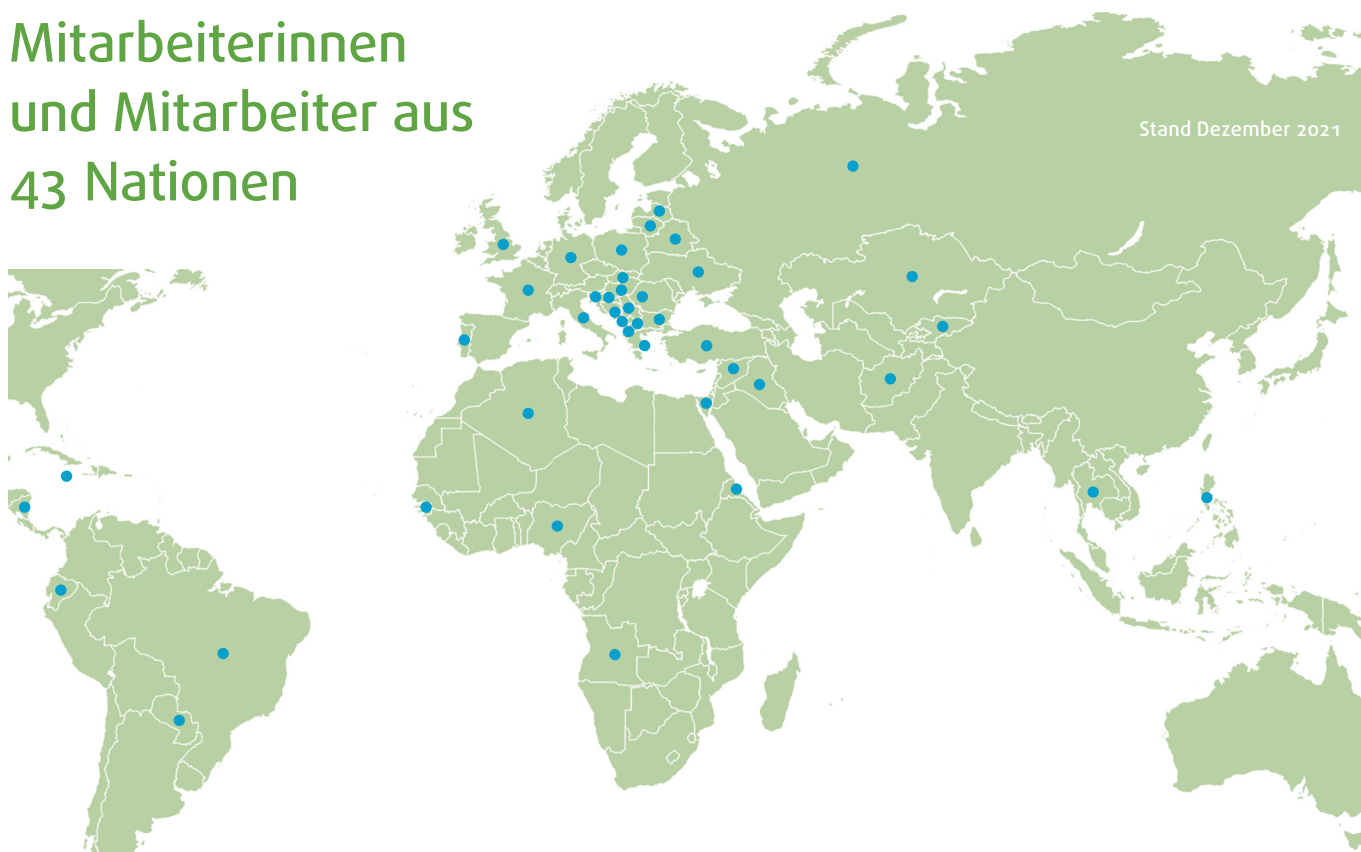 Mitarbeiterinnen
und Mitarbeiter aus
43 Nationen
Stand Dezember 2021